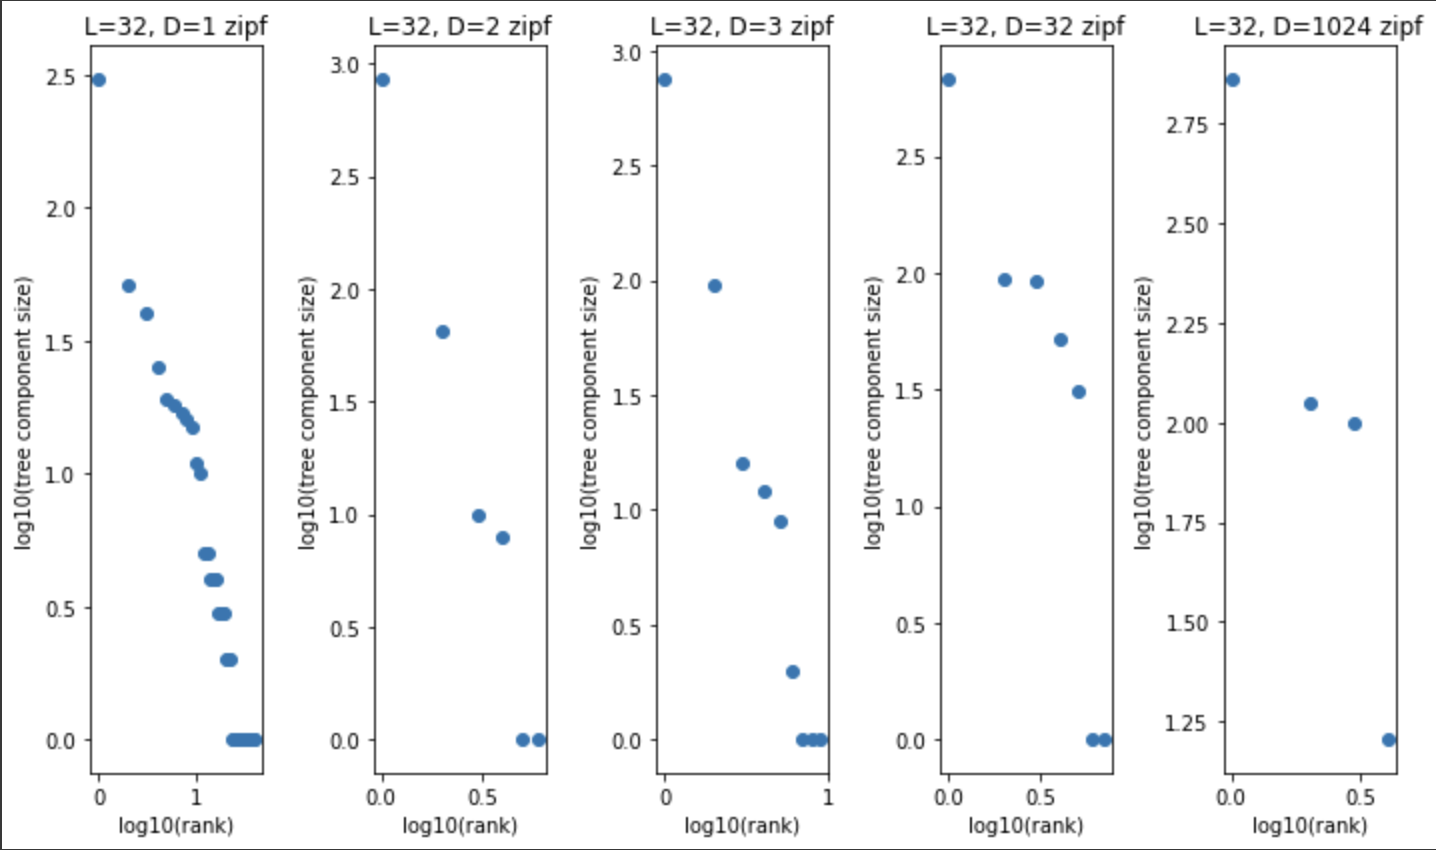 L=32, D=1 zipf
2.5
2.0
1.5
1.0
0.5
0.0
0
1
log10(tree component size)
log10(rank)
L=32, D=2 zipf
3.0
2.5
2.0
1.5
1.0
0.5
0.0
0.0
0.5
log10(tree component size)
log10(rank)
L=32, D=3 zipf
3.0
2.5
2.0
1.5
1.0
0.5
0.0
0
1
log10(tree component size)
log10(rank)
L=32, D=32 zipf
2.5
2.0
1.5
1.0
0.5
0.0
0.0
0.5
log10(tree component size)
log10(rank)
L=32, D=1024 zipf
2.75
2.50
2.25
2.00
1.75
1.50
1.25
0.0
0.5
log10(tree component size)
log10(rank)